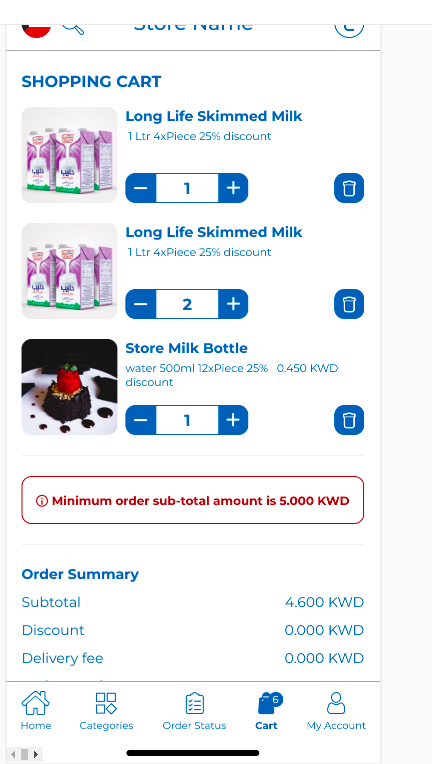 Store Name
SHOPPING CART
Long Life Skimmed Milk
1 Ltr 4xPiece 25% discount
1
Long Life Skimmed Milk
1 Ltr 4xPiece 25% discount
2
Store Milk Bottle
water 500ml 12xPiece 25% 0.450 KWD
discount
1
Minimum order sub-total amount is 5.000 KWD
Order Summary
Subtotal 4.600 KWD
Discount 0.000 KWD
Delivery fee 0.000 KWD
6
Home Categories Order Status Cart My Account